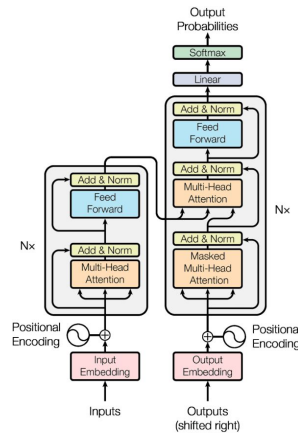 Output
Probabilities
Softmax
Linear
Add & Norm
Feed
Forward
Add & Norm
Multi-Head
Attention
Add & Norm
Masked
Multi-Head
Attention
Nx
Positional
Encoding
Output
Embedding
Outputs
(shifted right)
Add & Norm
Feed
Forward
Add & Norm
Multi-Head
Attention
Nx
Positional
Encoding
Input
Embedding
Inputs